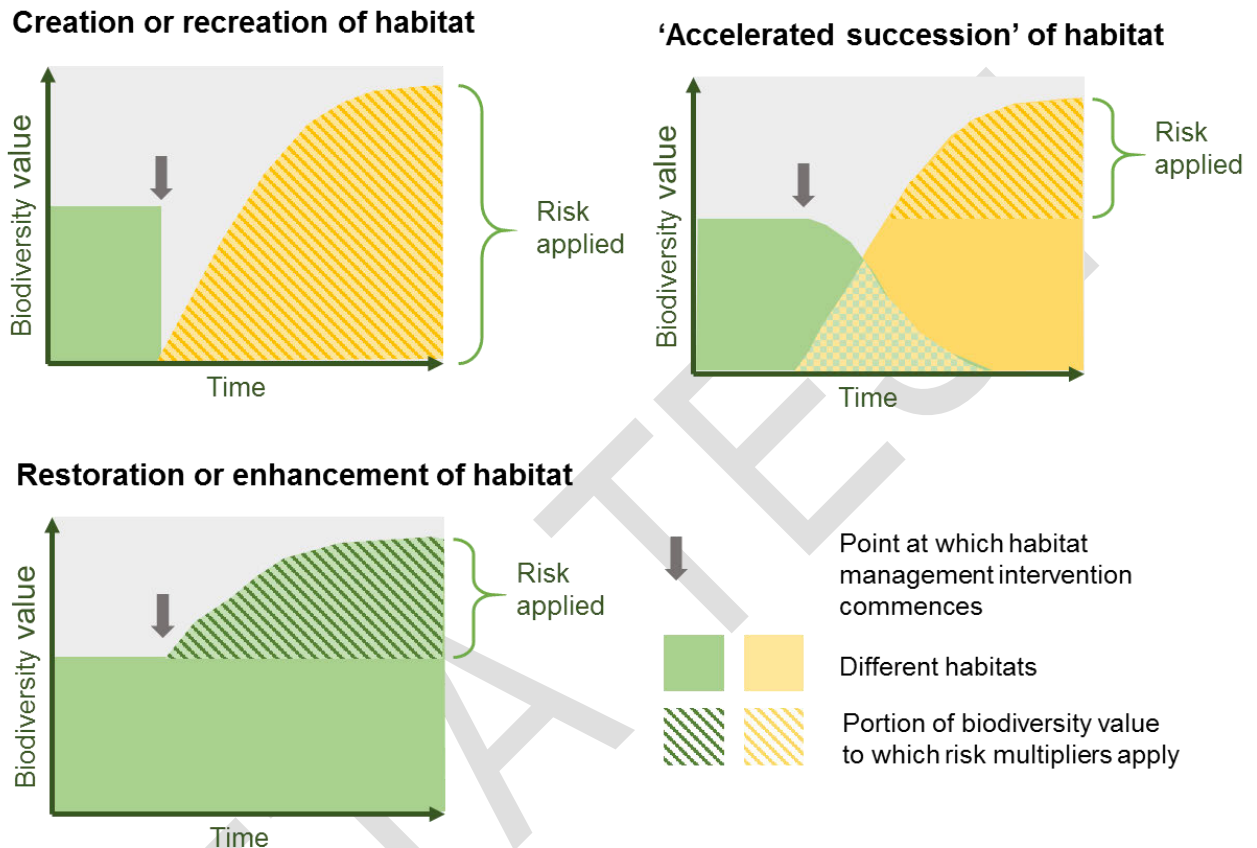 Creation or recreation of habitat
Biodiversity value
Time
Risk
applied
‘Accelerated succession’ of habitat
Biodiversity value
Time
Risk
applied
Restoration or enhancement of habitat
Biodiversity value
Time
Risk
applied
Point at which habitat
management intervention
commences
Different habitats
Portion of biodiversity value
to which risk multipliers apply